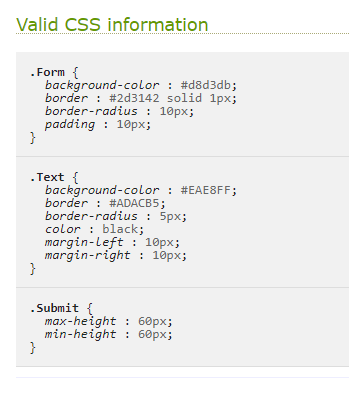 Valid CSS information
.Form {
background-color : #d8d3db;
border : #2d3142 solid 1px;
border-radius : 10px;
padding : 10px;
}
.Text {
background-color : #EAE8FF;
border : #ADACB5;
border-radius : 5px;
color : black;
margin-left : 10px;
margin-right : 10px;
}
.Submit {
max-height : 60px;
min-height : 60px;
}